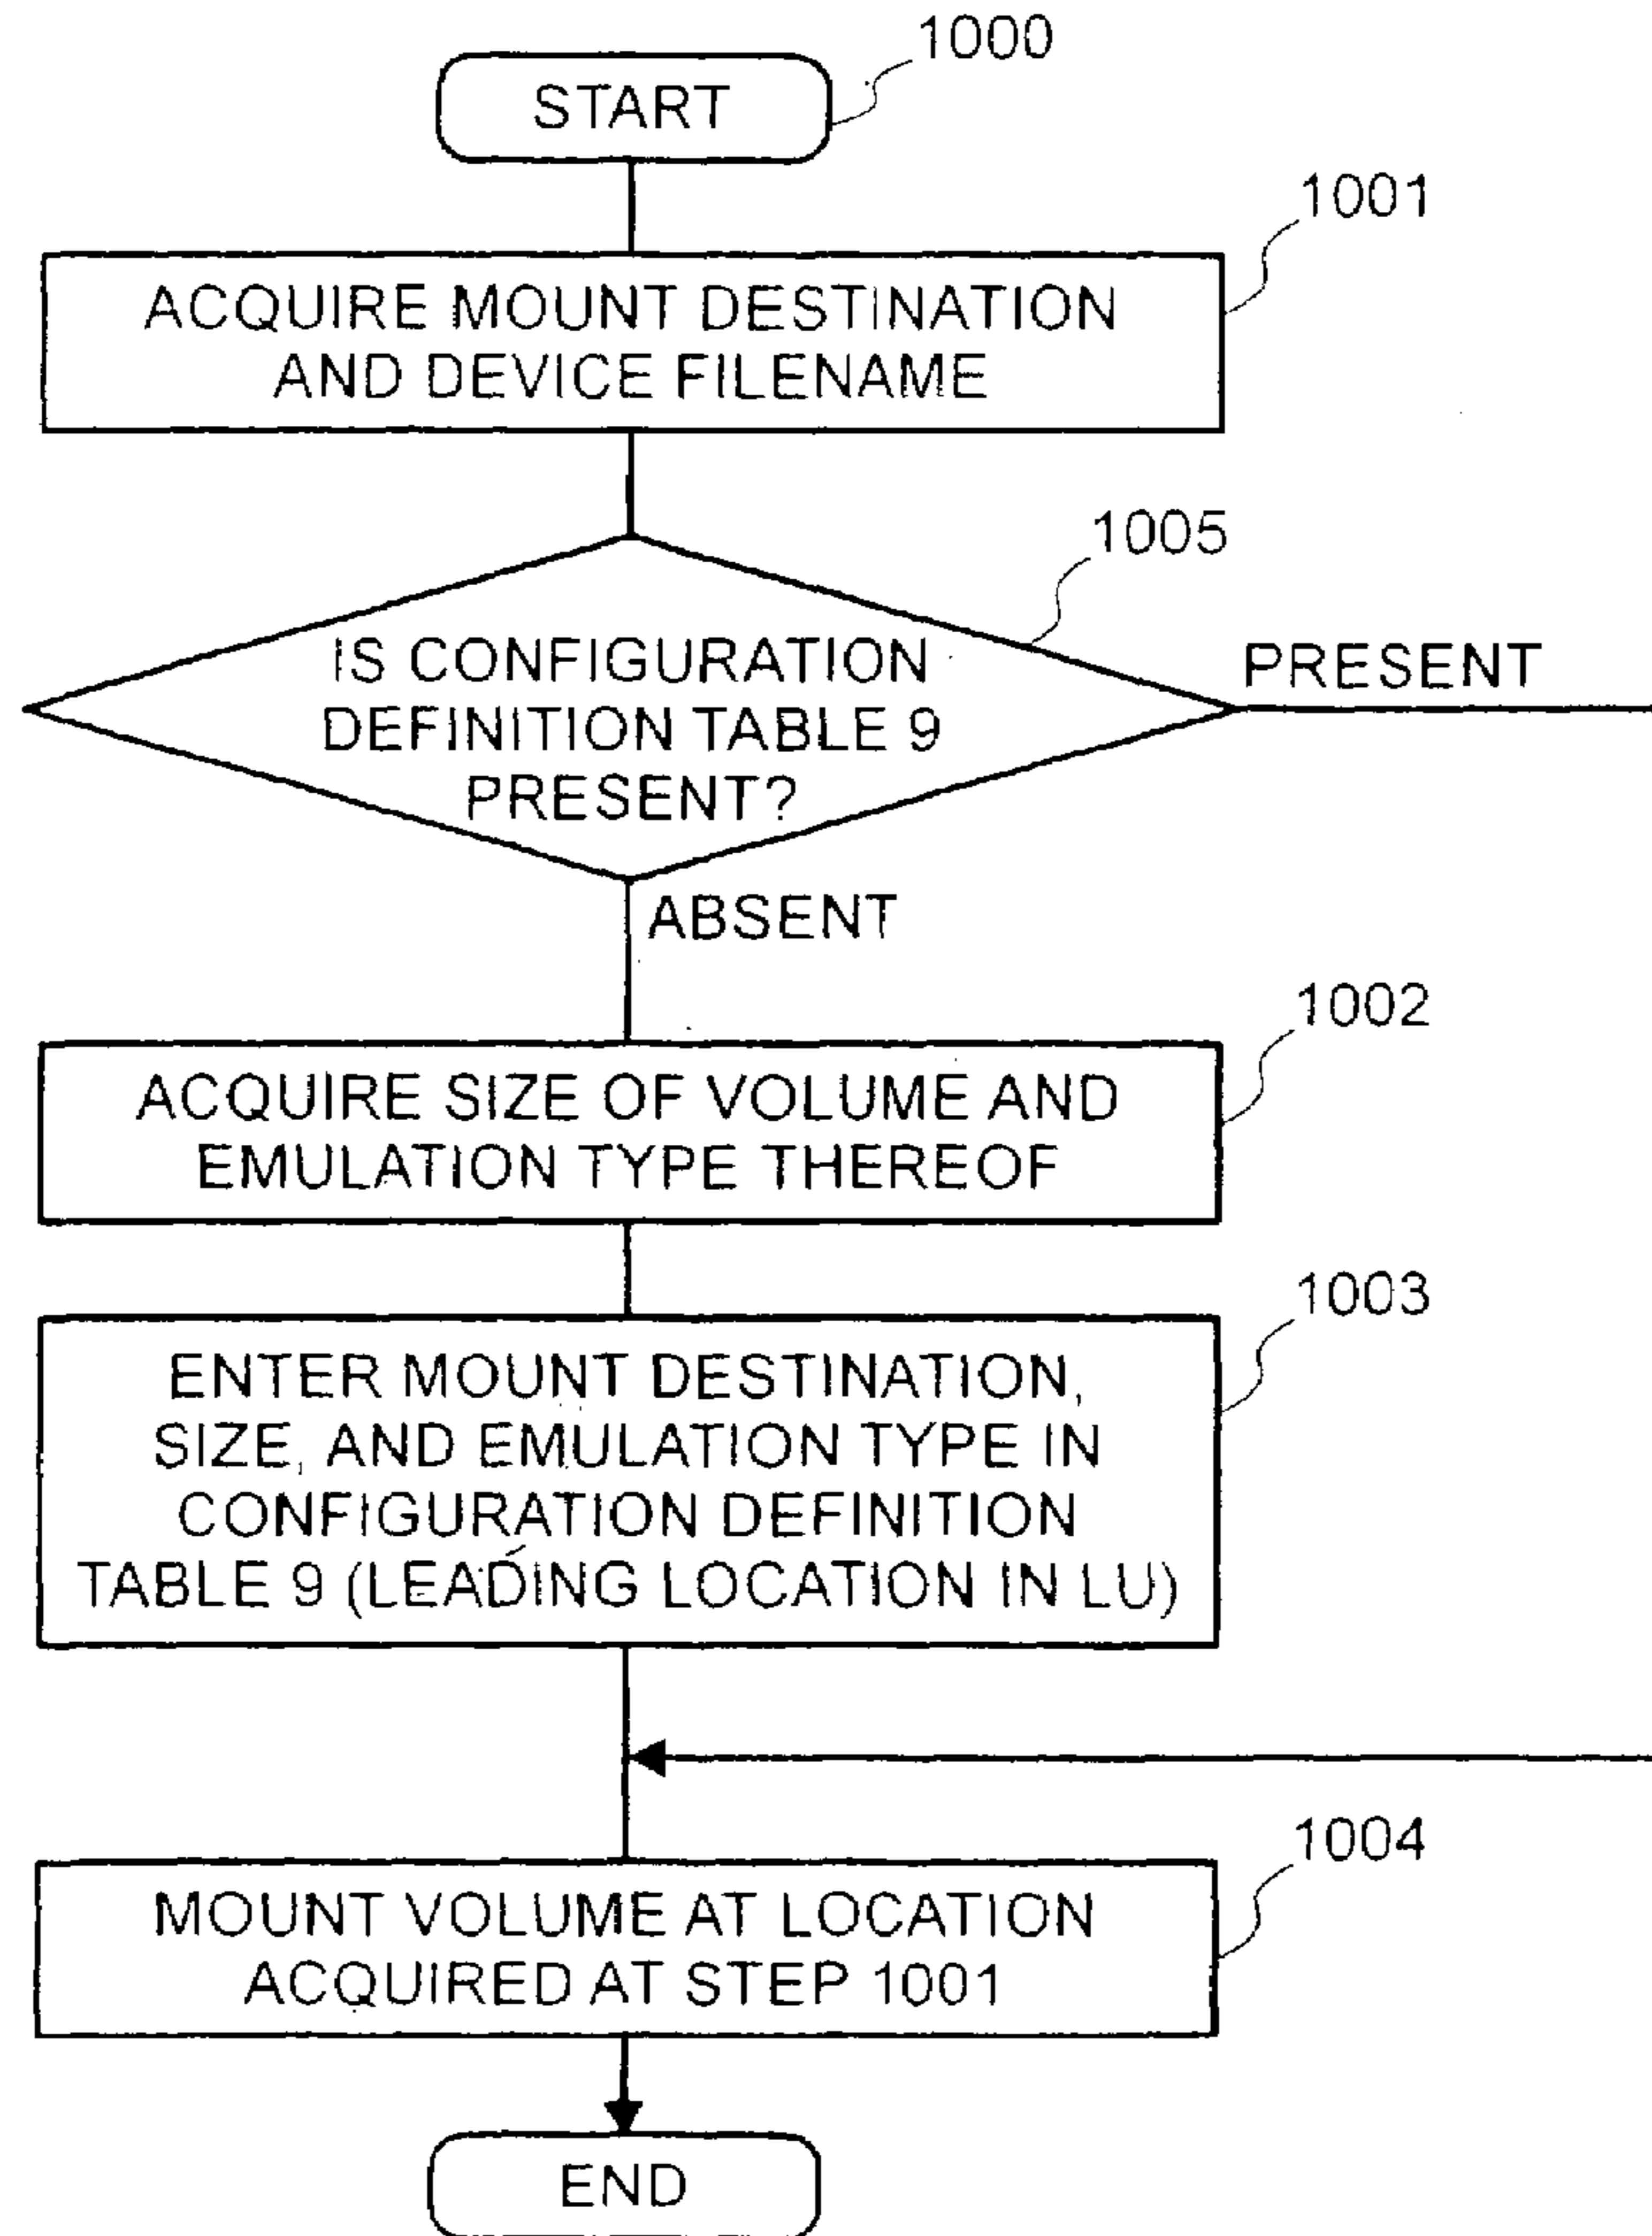 1000
START
1001
ACQUIRE MOUNT DESTINATION
AND DEVICE FILENAME
1005
IS CONFIGURATION
DEFINITION TABLE 9
PRESENT?
PRESENT
ABSENT
1002
ACQUIRE SIZE OF VOLUME AND
EMULATION TYPE THEREOF
1003
ENTER MOUNT DESTINATION,
SIZE, AND EMULATION TYPE IN
CONFIGURATION DEFINITION
TABLE 9 (LEADING LOCATION IN LU)
1004
MOUNT VOLUME AT LOCATION
ACQUIRED AT STEP 1001
END